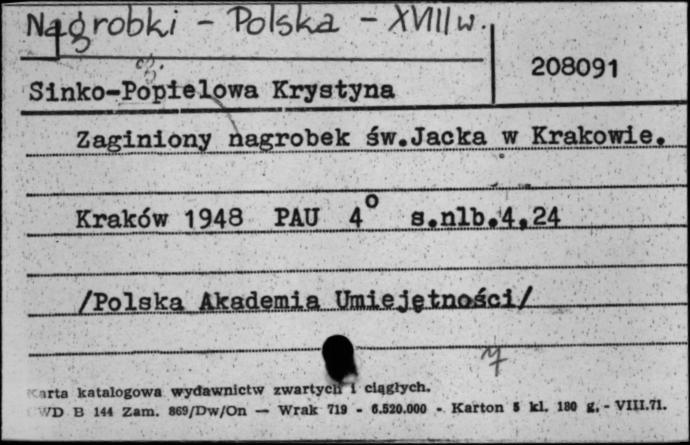 Nagrobki - Polska - XVIII w.
208091
Sinko-Popielowa Krystyna
Zaginiony nagrobek św.Jacka w Krakowie.
Kraków 1948 PAU 4° s.nlb.4,24
/Polska Akademia Umiejętności/
Karta katalogowa wydawnictw zwartych i ciągłych.
CWD B 144 Zam. 869/Dw/On — Wrak 719 - 6.520.000 - Karton 5 kl. 180 g. - VIII.71.